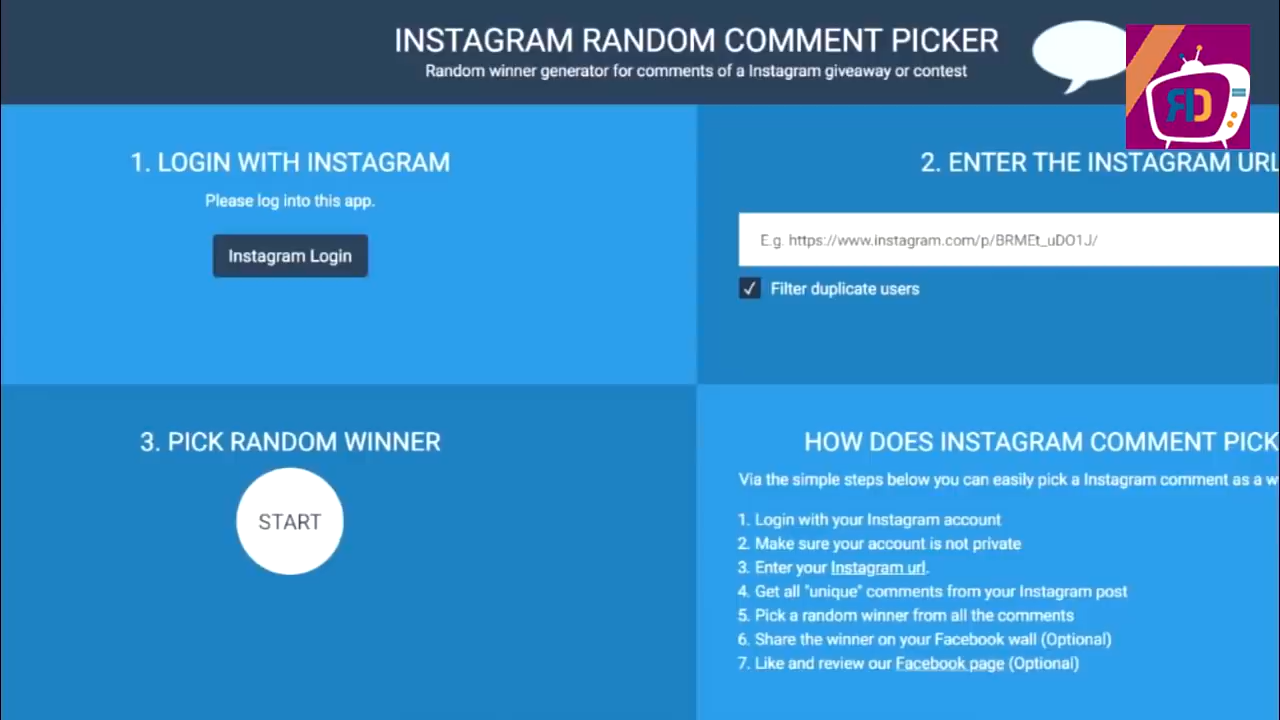 INSTAGRAM RANDOM COMMENT PICKER
Random winner generator for comments of a Instagram giveaway or contest
RD
1. LOGIN WITH INSTAGRAM
Please log into this app.
Instagram Login
2. ENTER THE INSTAGRAM URL
E.g. https://www.instagram.com/p/BRMEt_uDO1J/
✓ Filter duplicate users
3. PICK RANDOM WINNER
START
HOW DOES INSTAGRAM COMMENT PICK
Via the simple steps below you can easily pick a Instagram comment as a w
1. Login with your Instagram account
2. Make sure your account is not private
3. Enter your Instagram url.
4. Get all "unique" comments from your Instagram post
5. Pick a random winner from all the comments
6. Share the winner on your Facebook wall (Optional)
7. Like and review our Facebook page (Optional)